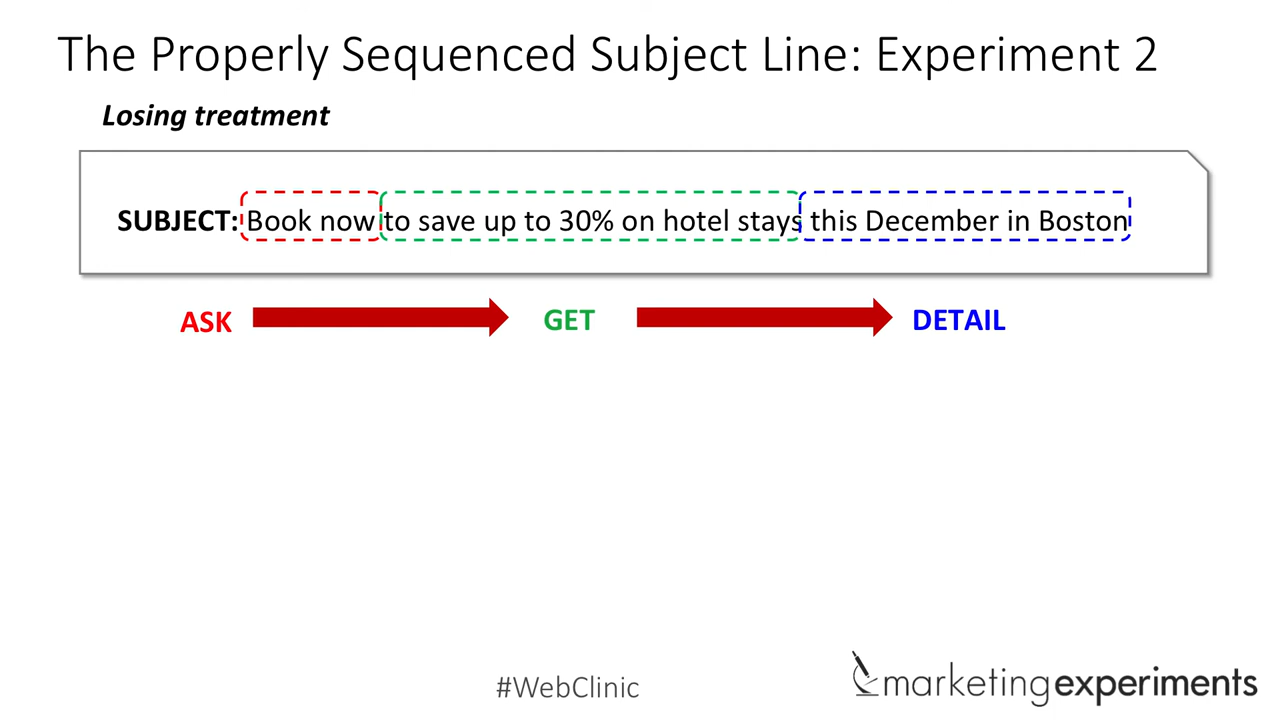 The Properly Sequenced Subject Line: Experiment 2
Losing treatment
SUBJECT: Book now to save up to 30% on hotel stays this December in Boston
ASK GET DETAIL
#WebClinic
marketingexperiments